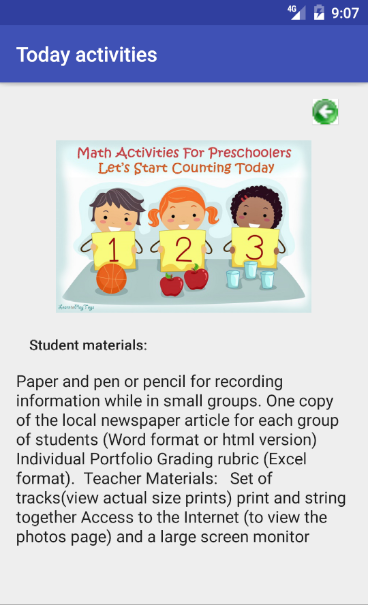 4G 9:07
Today activities
Math Activities For Preschoolers
Let's Start Counting Today
1 2 3
Student materials:
Paper and pen or pencil for recording
information while in small groups. One copy
of the local newspaper article for each group
of students (Word format or html version)
Individual Portfolio Grading rubric (Excel
format).  Teacher Materials:   Set of
tracks(view actual size prints) print and string
together Access to the Internet (to view the
photos page) and a large screen monitor